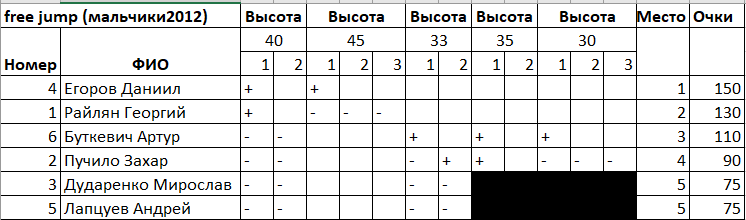 free jump (мальчики2012) Высота Высота Высота Высота Высота Место Очки
40 45 33 35 30
Номер ФИО 1 2 1 2 3 1 2 1 2 1 2 3
4 Егоров Даниил + + 1 150
1 Райлян Георгий + - - - 2 130
6 Буткевич Артур - - + + + 3 110
2 Пучило Захар - - - + + - - - 4 90
3 Дударенко Мирослав - - - - 5 75
5 Лапцуев Андрей - - - - 5 75